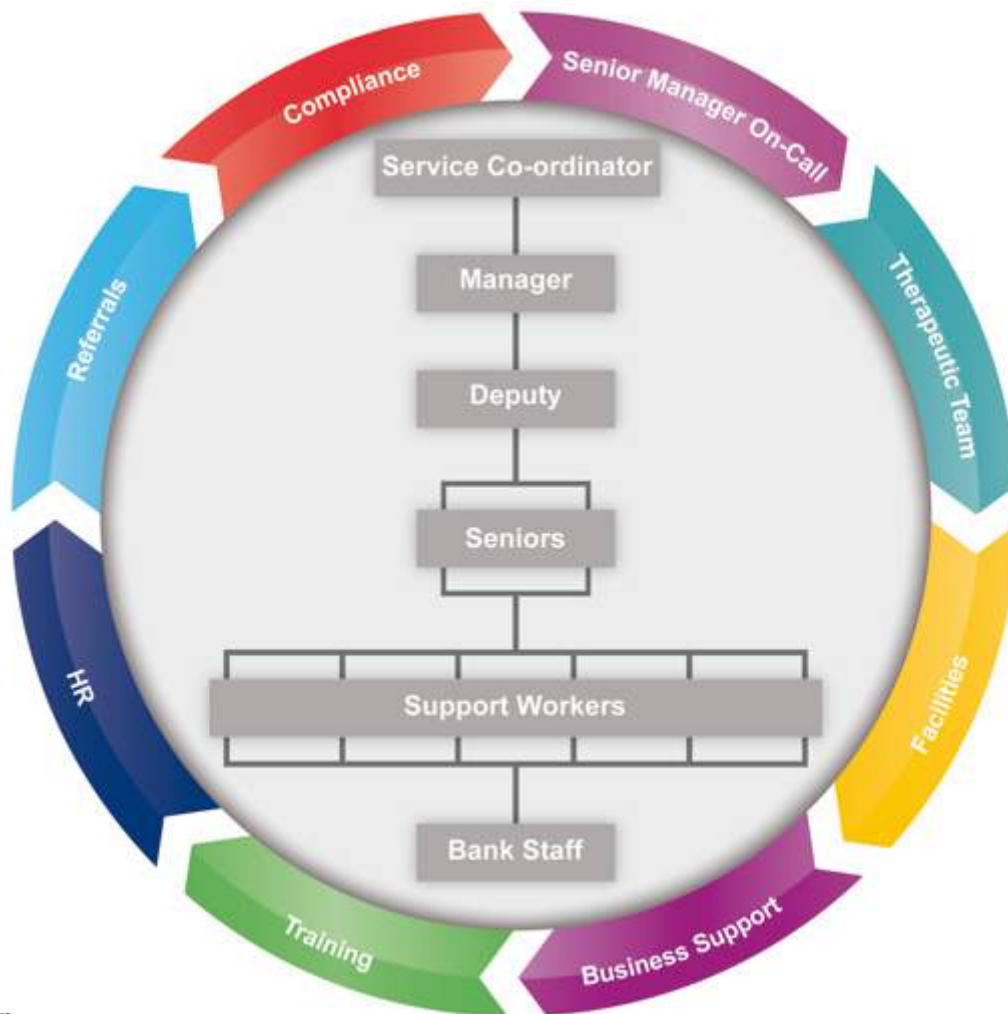 Compliance
Senior Manager On-Call
Therapeutic Team
Facilities
Business Support
Training
HR
Referrals
Service Co-ordinator
Manager
Deputy
Seniors
Support Workers
Bank Staff